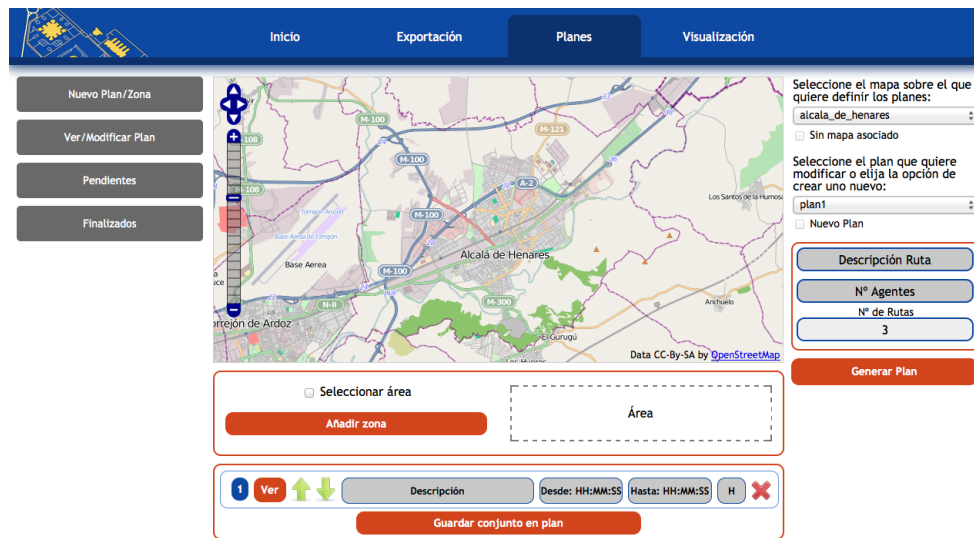 Inicio
Exportación
Planes
Visualización
Nuevo Plan/Zona
Ver/Modificar Plan
Pendientes
Finalizados
M-100
M-121
M-108
M-100
A-2
M-108
Los Santos de la Humosa
Torrejón Airport
M-100
Base Aérea de Torrejón
Alcalá de Henares
Base Aerea
M-100
N-II
M-300
Anchuelo
Torrejón de Ardoz
El Gurugú
Data CC-By-SA by OpenStreetMap
Seleccione el mapa sobre el que
quiere definir los planes:
alcala_de_henares
Sin mapa asociado
Seleccione el plan que quiere
modificar o elija la opción de
crear uno nuevo:
plan1
Nuevo Plan
Descripción Ruta
Nº Agentes
Nº de Rutas
3
Generar Plan
Seleccionar área
Añadir zona
Área
1
Ver
Descripción
Desde: HH:MM:SS
Hasta: HH:MM:SS
H
Guardar conjunto en plan